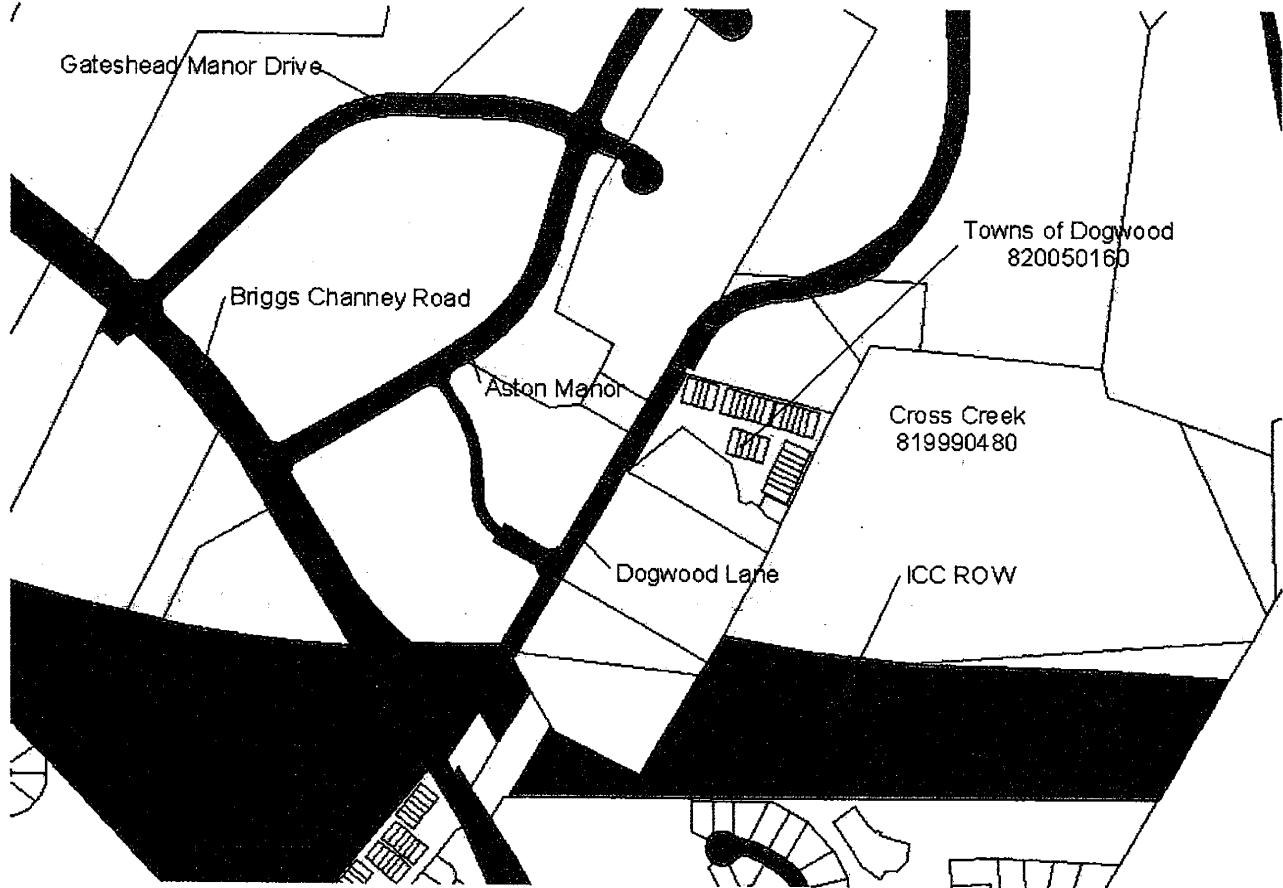 Gateshead Manor Drive
Towns of Dogwood
820050160
Briggs Channey Road
Aston Manor
Cross Creek
819990480
Dogwood Lane
ICC ROW